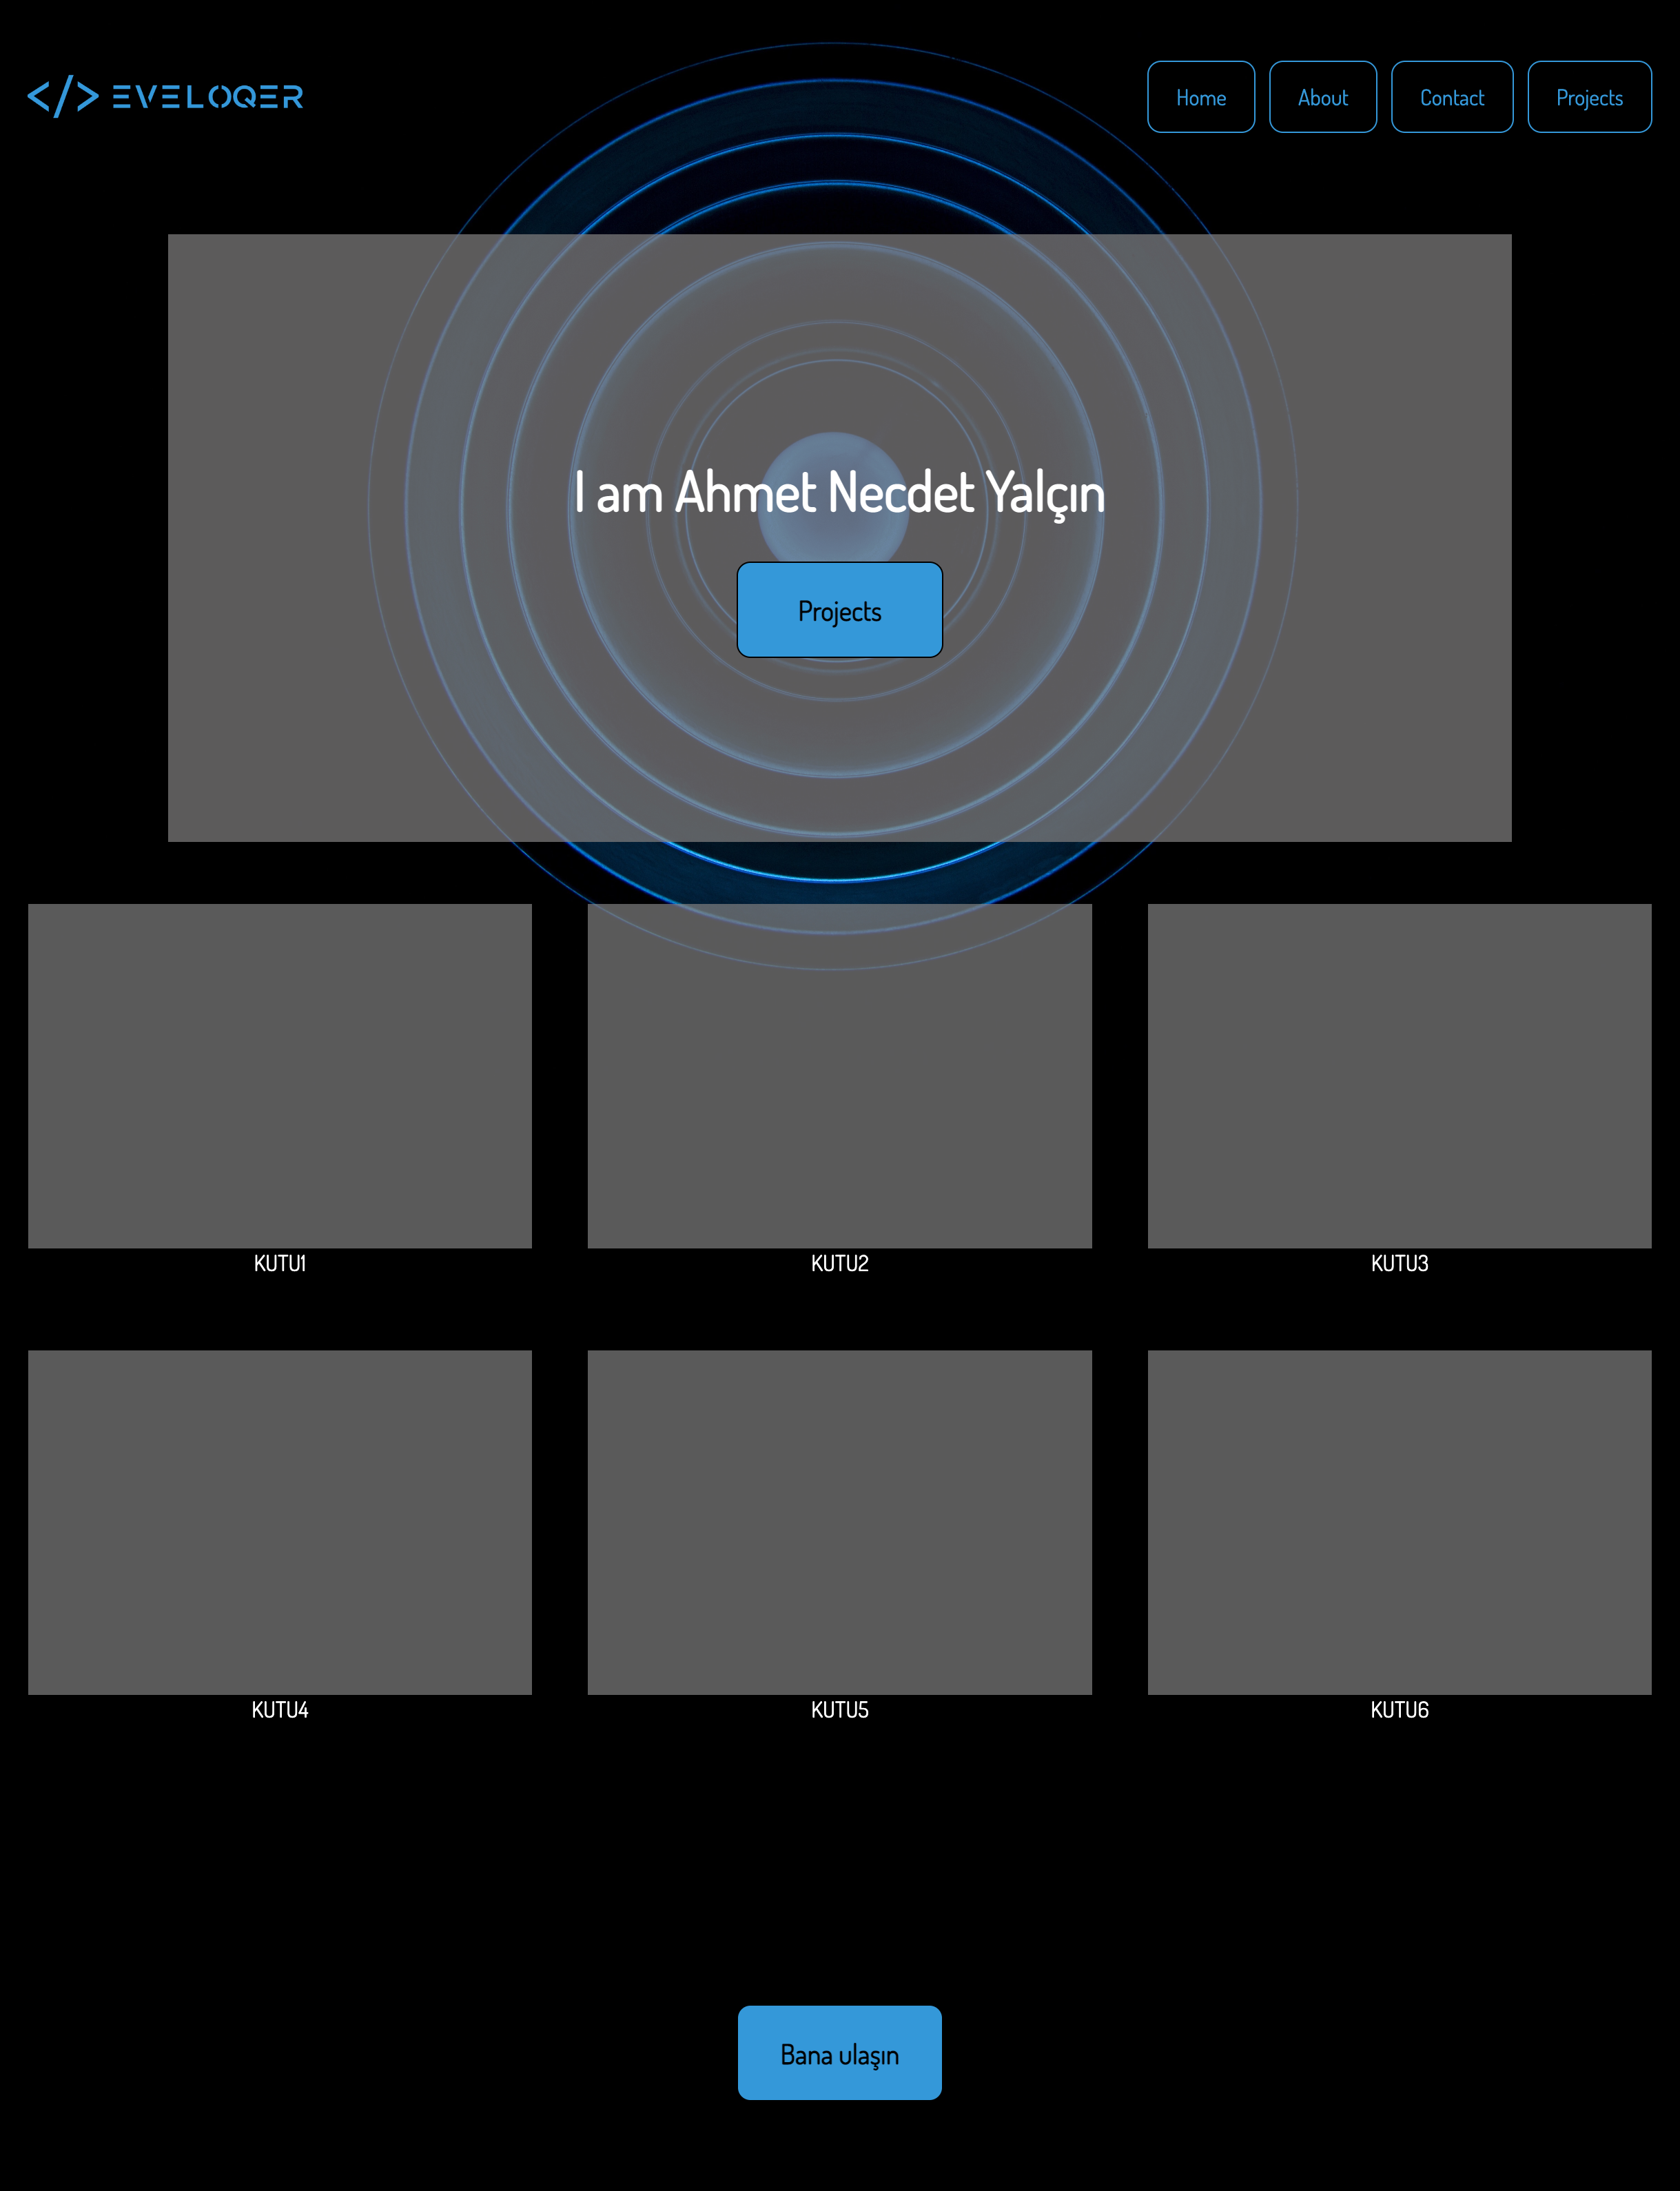 </> EVELOQER
Home
About
Contact
Projects
I am Ahmet Necdet Yalçın
Projects
KUTU1
KUTU2
KUTU3
KUTU4
KUTU5
KUTU6
Bana ulaşın